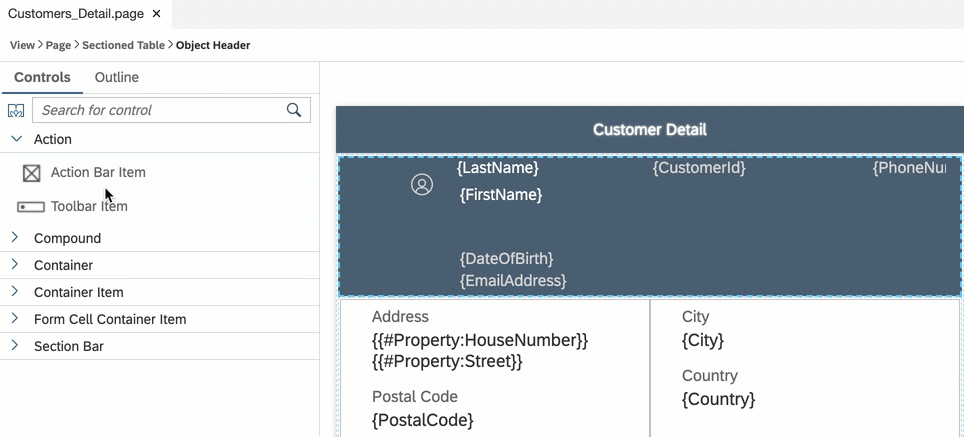 Customers_Detail.page ×
View > Page > Sectioned Table > Object Header
Controls Outline
Search for control
Action
Action Bar Item
Toolbar Item
Compound
Container
Container Item
Form Cell Container Item
Section Bar
Customer Detail
{LastName} {CustomerId} {PhoneNu
{FirstName}
{DateOfBirth}
{EmailAddress}
Address
{{#Property:HouseNumber}}
{{#Property:Street}}
Postal Code
{PostalCode}
City
{City}
Country
{Country}